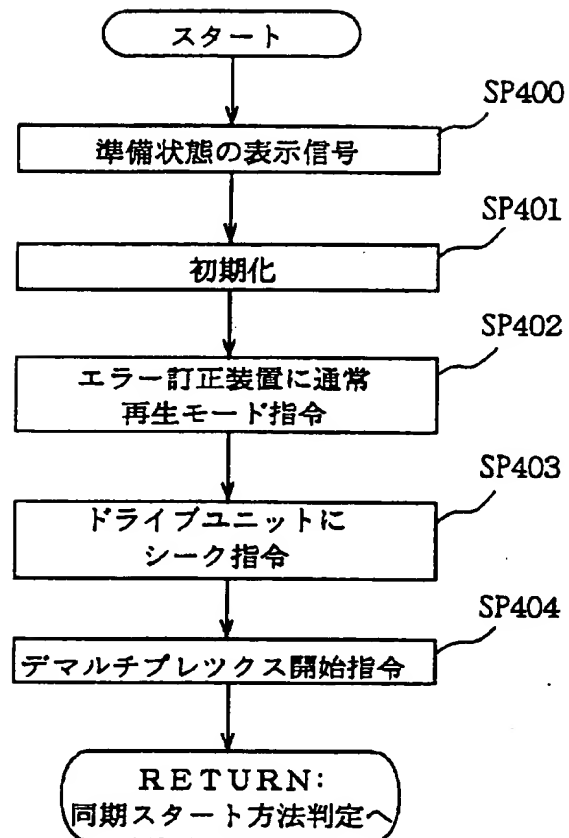 スタート
SP400
準備状態の表示信号
SP401
初期化
SP402
エラー訂正装置に通常
再生モード指令
SP403
ドライブユニットに
シーク指令
SP404
デマルチプレツクス開始指令
RETURN:
同期スタート方法判定へ